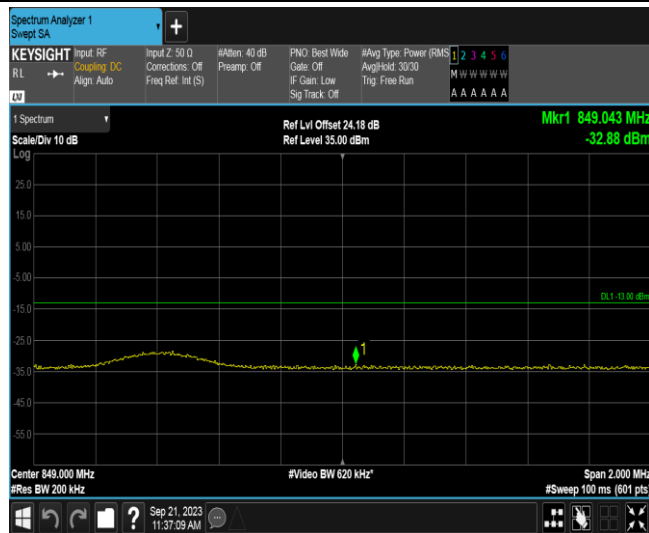 Spectrum Analyzer 1
Swept SA
+
KEYSIGHT
RL
LXI
Input: RF
Coupling: DC
Align: Auto
Input Z: 50 Ω
Corrections: Off
Freq Ref: Int (S)
#Atten: 40 dB
Preamp: Off
PNO: Best Wide
Gate: Off
IF Gain: Low
Sig Track: Off
#Avg Type: Power (RMS
Avg|Hold: 30/30
Trig: Free Run
1 2 3 4 5 6
M W W W W W
A A A A A A
1 Spectrum
Scale/Div 10 dB
Log
Ref Lvl Offset 24.18 dB
Ref Level 35.00 dBm
Mkr1 849.043 MHz
-32.88 dBm
25.0
15.0
5.00
-5.00
DL1 -13.00 dBm
-15.0
-25.0
1
-35.0
-45.0
-55.0
Center 849.000 MHz
#Res BW 200 kHz
#Video BW 620 kHz*
Span 2.000 MHz
#Sweep 100 ms (601 pts)
?
Sep 21, 2023
11:37:09 AM